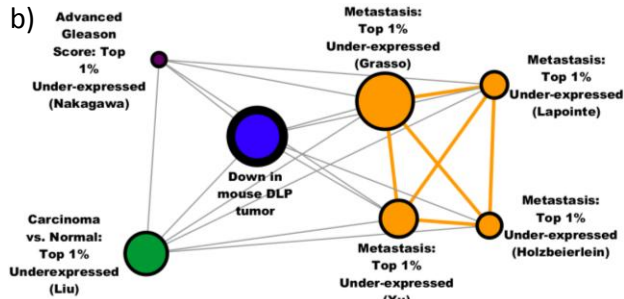 b)
Advanced
Gleason
Score: Top
1%
Under-expressed
(Nakagawa)
Metastasis:
Top 1%
Under-expressed
(Grasso)
Metastasis:
Top 1%
Under-expressed
(Lapointe)
Down in
mouse DLP
tumor
Carcinoma
vs. Normal:
Top 1%
Underexpressed
(Liu)
Metastasis:
Top 1%
Under-expressed
Metastasis:
Top 1%
Under-expressed
(Holzbeierlein)